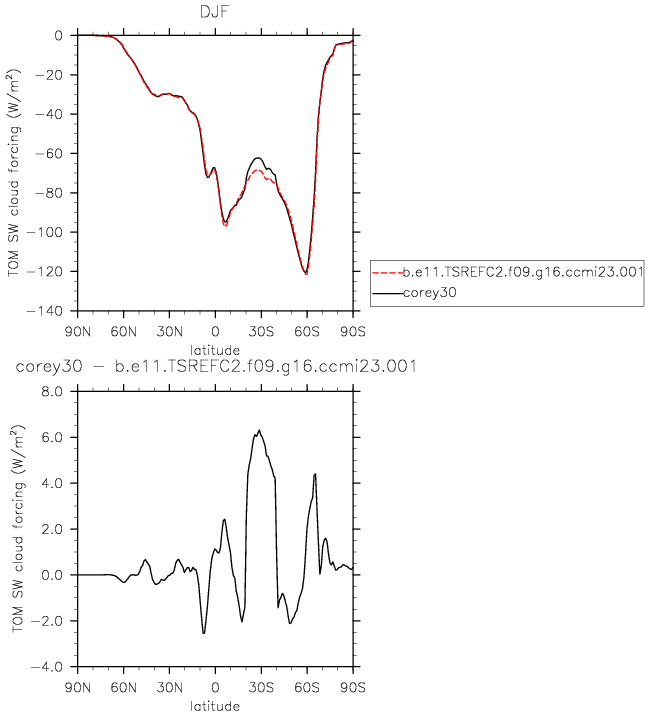 DJF
TOM SW cloud forcing (W/m²)
0
−20
−40
−60
−80
−100
−120
−140
90N 60N 30N 0 30S 60S 90S
latitude
b.e11.TSREFC2.f09.g16.ccmi23.001
corey30
corey30 − b.e11.TSREFC2.f09.g16.ccmi23.001
TOM SW cloud forcing (W/m²)
8.0
6.0
4.0
2.0
0.0
−2.0
−4.0
90N 60N 30N 0 30S 60S 90S
latitude